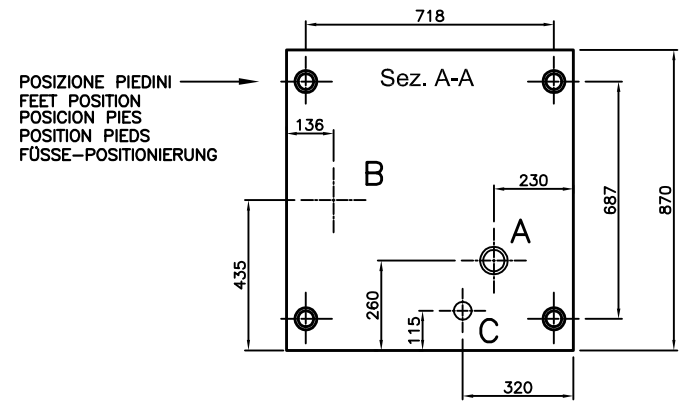 718
Sez. A-A
POSIZIONE PIEDINI
FEET POSITION
POSICION PIES
POSITION PIEDS
FÜSSE-POSITIONIERUNG
136
B
230
687
870
A
435
260
115
C
320